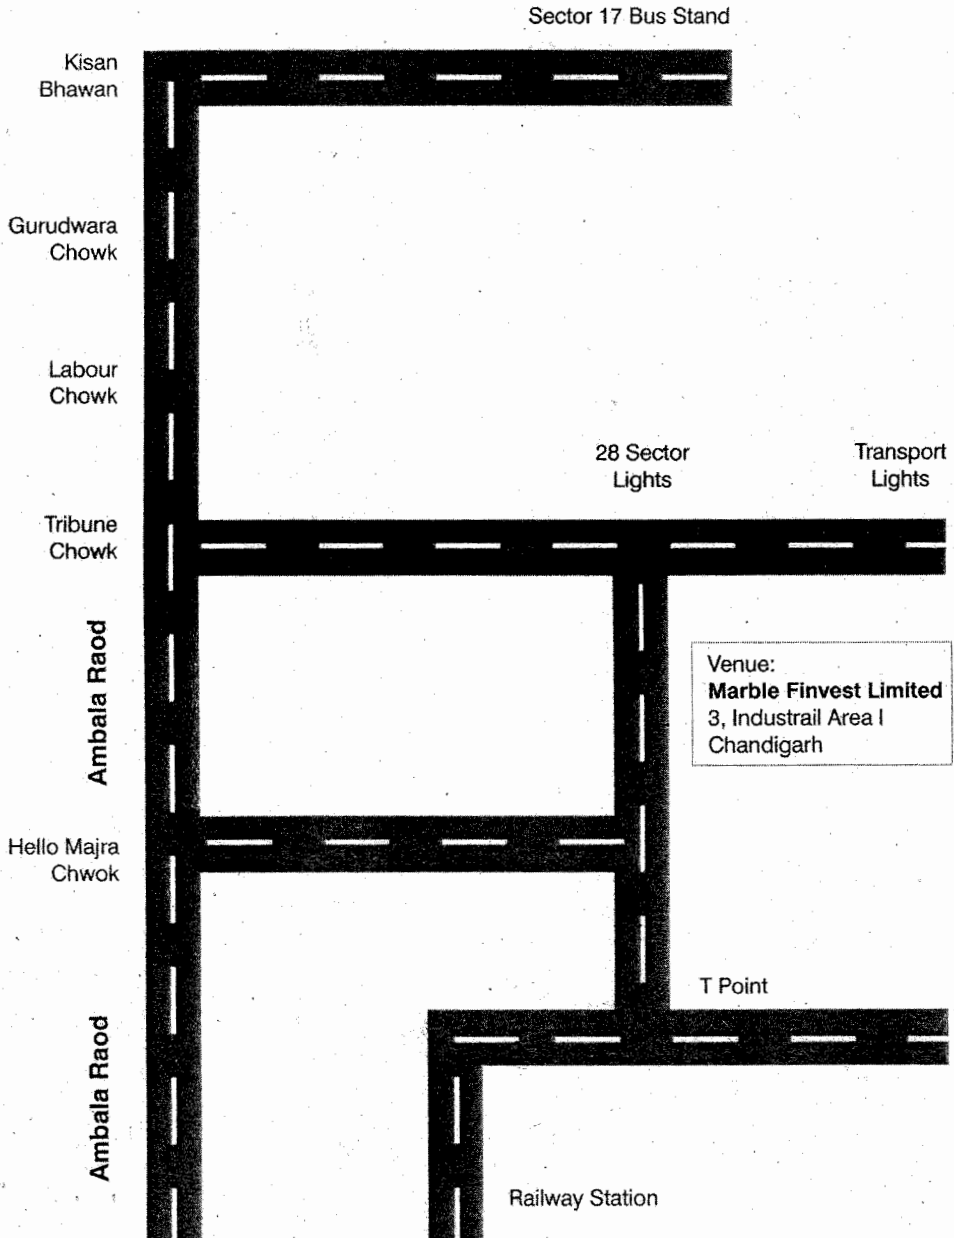 Sector 17 Bus Stand
Kisan
Bhawan
Gurudwara
Chowk
Labour
Chowk
28 Sector
Lights
Transport
Lights
Tribune
Chowk
Ambala Raod
Venue:
Marble Finvest Limited
3, Industrail Area I
Chandigarh
Hello Majra
Chwok
T Point
Ambala Raod
Railway Station